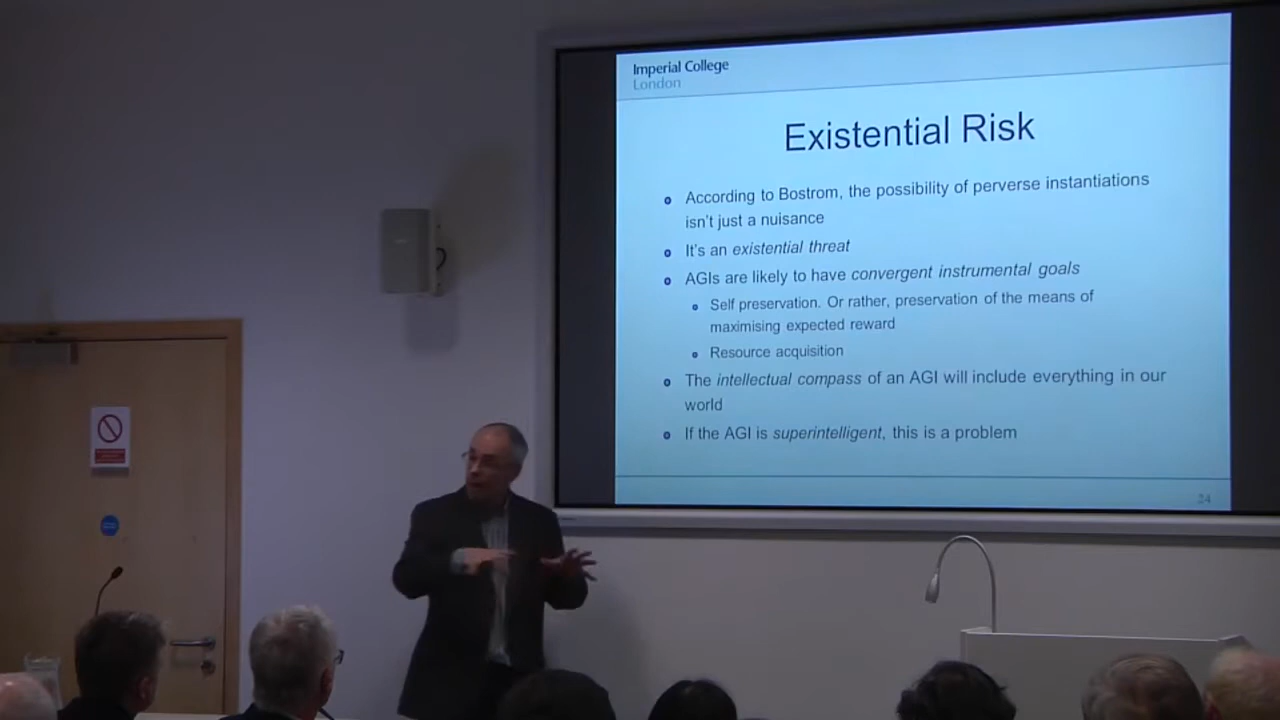 Imperial College
London
Existential Risk
According to Bostrom, the possibility of perverse instantiations
isn't just a nuisance
It's an existential threat
AGIs are likely to have convergent instrumental goals
Self preservation. Or rather, preservation of the means of
maximising expected reward
Resource acquisition
The intellectual compass of an AGI will include everything in our
world
If the AGI is superintelligent, this is a problem
24